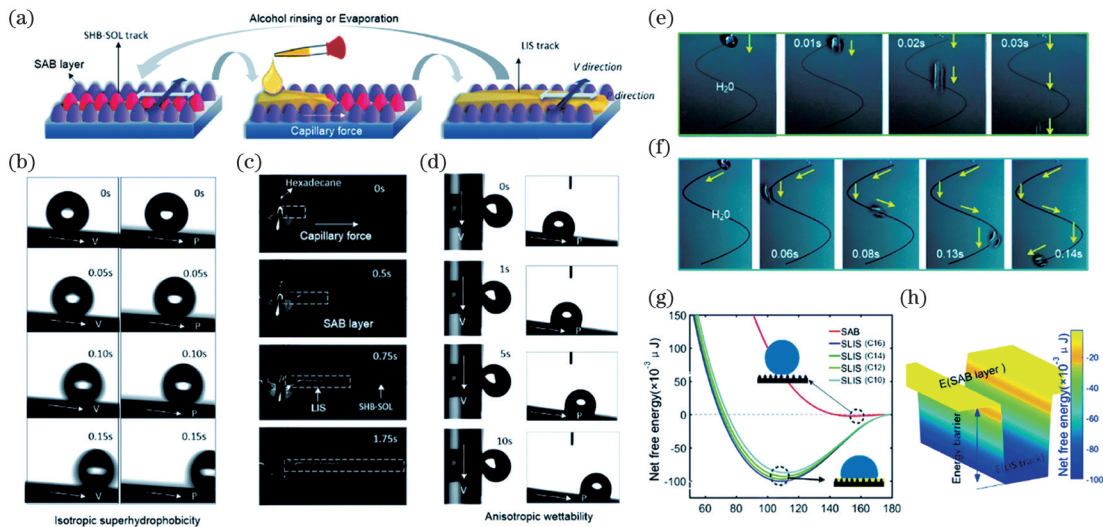 (a)
Alcohol rinsing or Evaporation
SHB-SOL track
SAB layer
LIS track
V direction
direction
Capillary force
(b)
0s
0s
V
P
0.05s
0.05s
V
P
0.10s
0.10s
V
P
0.15s
0.15s
V
P
Isotropic superhydrophobicity
(c)
Hexadecane
0s
Capillary force
0.5s
SAB layer
0.75s
LIS
SHB-SOL
1.75s
(d)
0s
V
P
1s
V
P
5s
V
P
10s
V
P
Anisotropic wettability
(e)
H20
0.01s
0.02s
0.03s
(f)
H20
0.06s
0.08s
0.13s
0.14s
(g)
Net free energy(×10⁻³ μJ)
150
100
50
0
-50
-100
60
80
100
120
140
160
180
SAB
SLIS (C16)
SLIS (C14)
SLIS (C12)
SLIS (C10)
(h)
E(SAB layer )
Energy barrier
E(LIS track)
Net free energy(×10⁻³ μJ)
-20
-40
-60
-80
-100